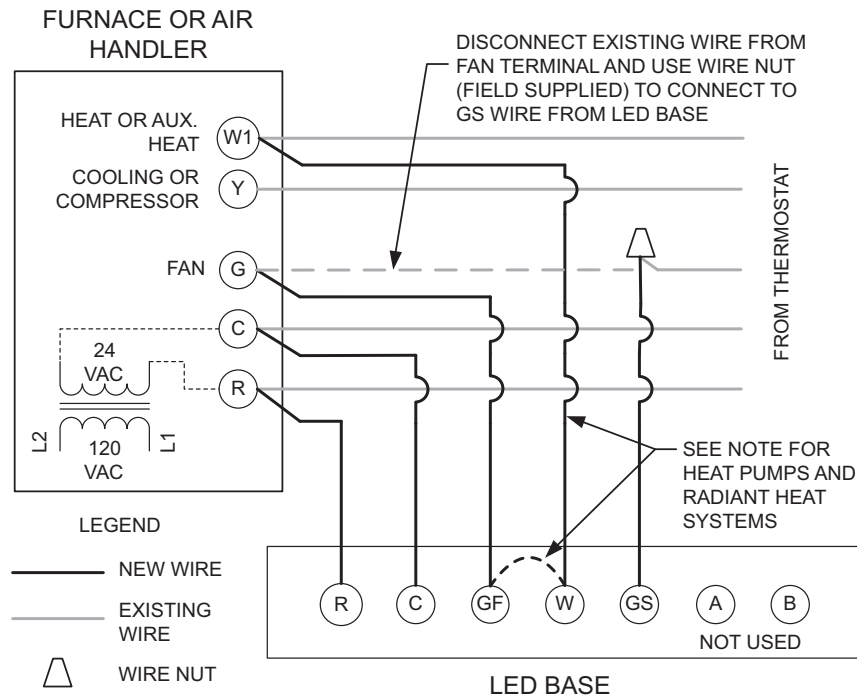 FURNACE OR AIR
HANDLER
DISCONNECT EXISTING WIRE FROM
FAN TERMINAL AND USE WIRE NUT
(FIELD SUPPLIED) TO CONNECT TO
GS WIRE FROM LED BASE
HEAT OR AUX.
HEAT
W1
COOLING OR
COMPRESSOR
Y
FAN
G
C
R
24
VAC
120
VAC
L2
L1
FROM THERMOSTAT
SEE NOTE FOR
HEAT PUMPS AND
RADIANT HEAT
SYSTEMS
LEGEND
NEW WIRE
EXISTING
WIRE
WIRE NUT
R
C
GF
W
GS
A
B
NOT USED
LED BASE